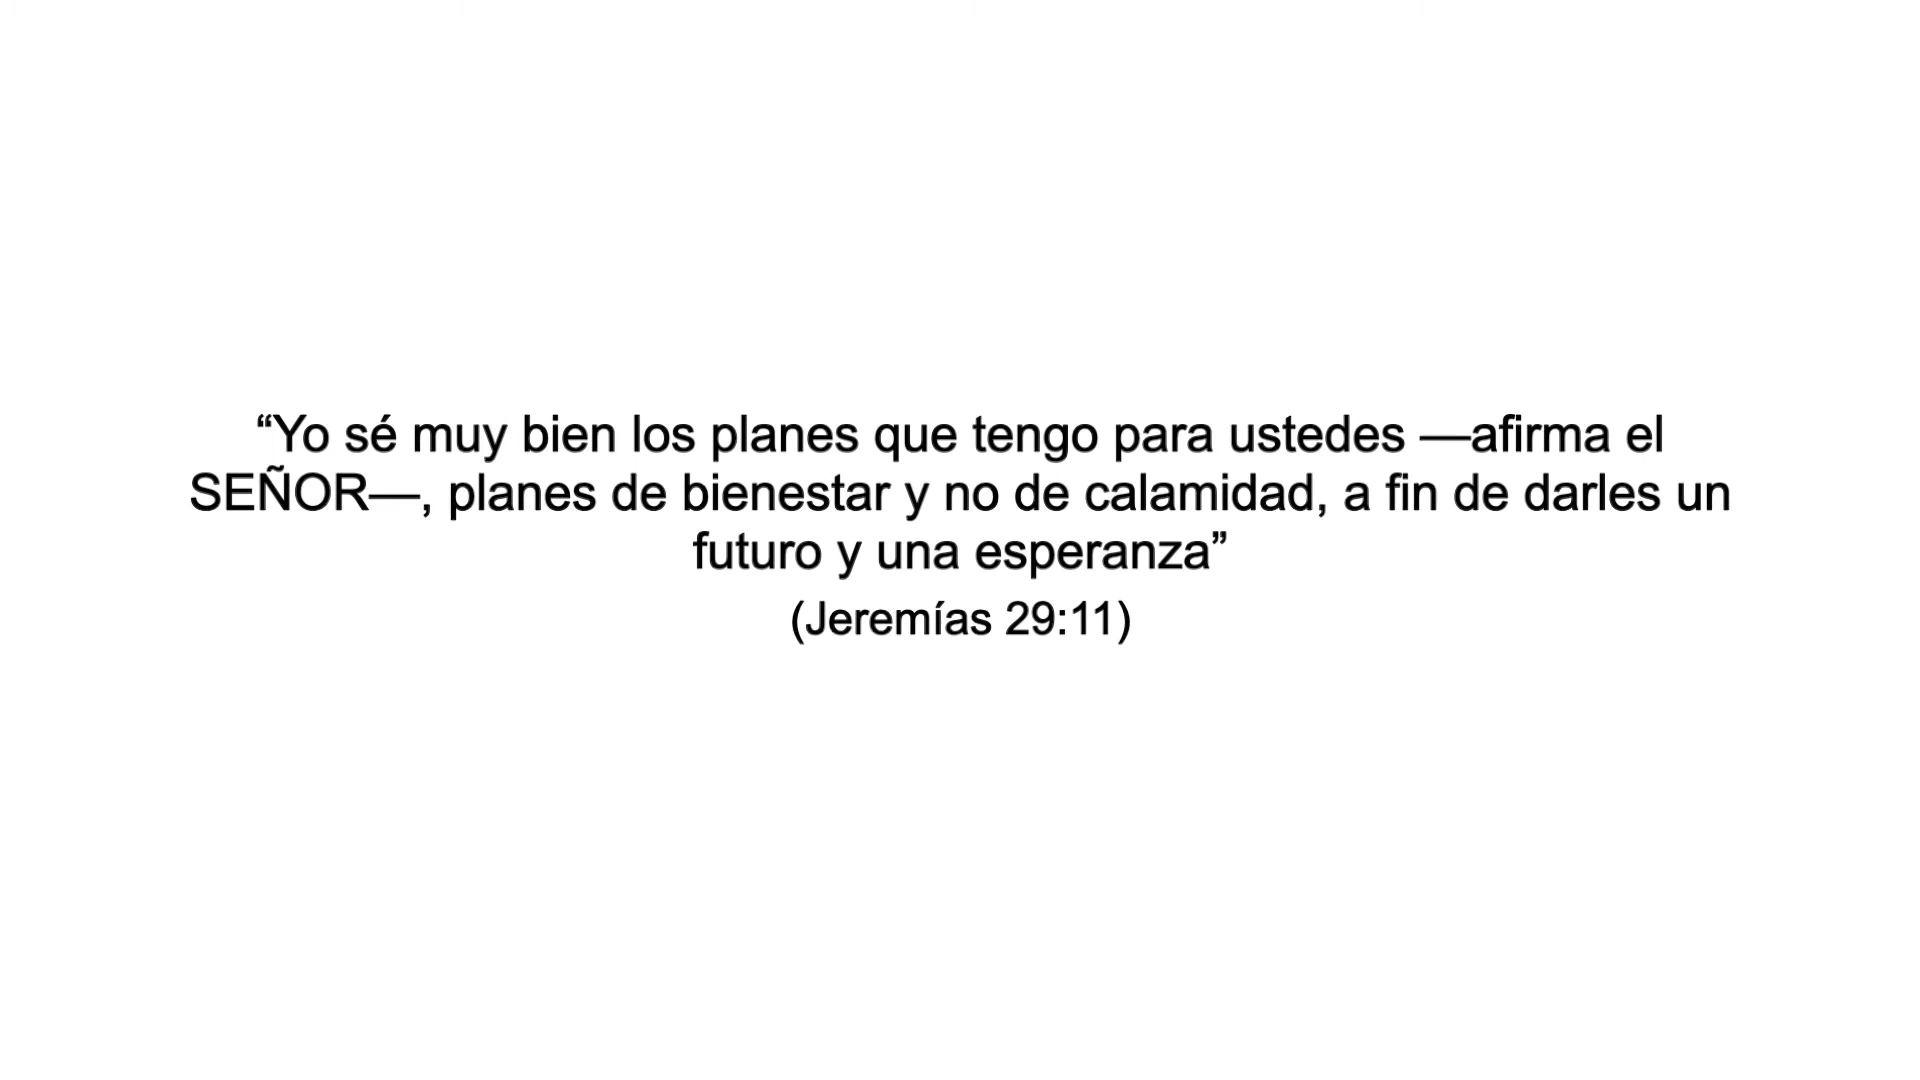 “Yo sé muy bien los planes que tengo para ustedes —afirma el
SEÑOR—, planes de bienestar y no de calamidad, a fin de darles un
futuro y una esperanza”
(Jeremías 29:11)